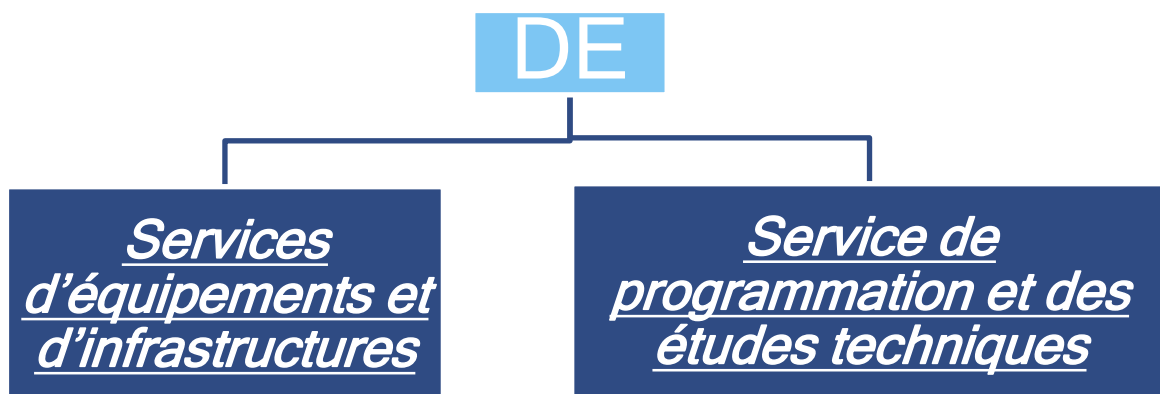 DE
Services
d’équipements et
d’infrastructures
Service de
programmation et des
études techniques